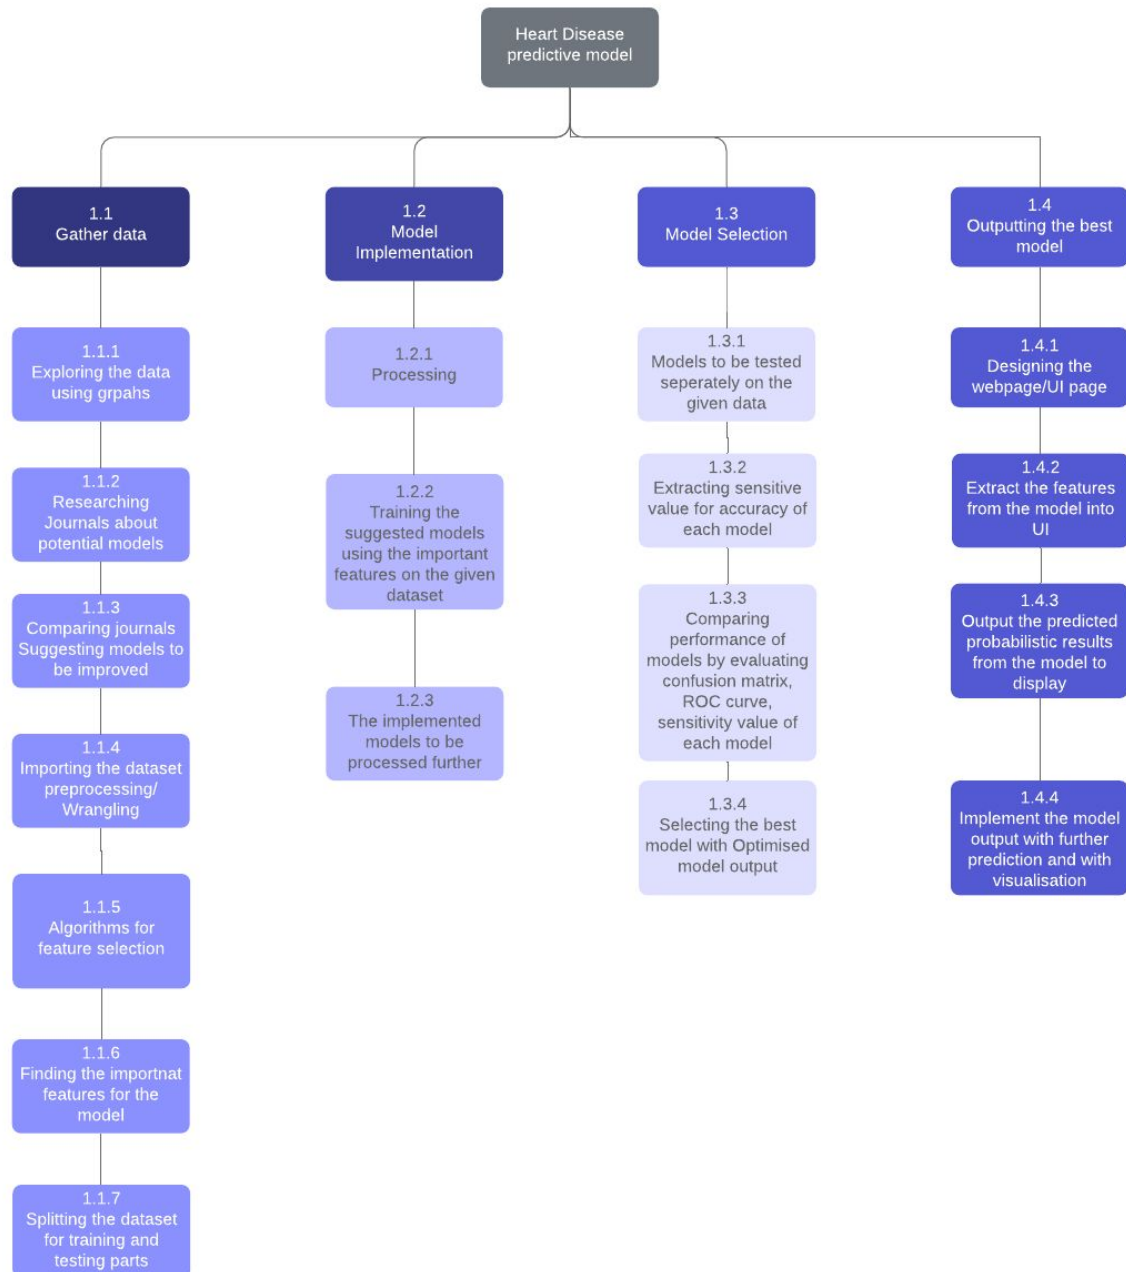 Heart Disease
predictive model
1.1
Gather data
1.1.1
Exploring the data
using grpahs
1.1.2
Researching
Journals about
potential models
1.1.3
Comparing journals
Suggesting models to
be improved
1.1.4
Importing the dataset
preprocessing/
Wrangling
1.1.5
Algorithms for
feature selection
1.1.6
Finding the importnat
features for the
model
1.1.7
Splitting the dataset
for training and
testing parts
1.2
Model
Implementation
1.2.1
Processing
1.2.2
Training the
suggested models
using the important
features on the given
dataset
1.2.3
The implemented
models to be
processed further
1.3
Model Selection
1.3.1
Models to be tested
seperately on the
given data
1.3.2
Extracting sensitive
value for accuracy of
each model
1.3.3
Comparing
performance of
models by evaluating
confusion matrix,
ROC curve,
sensitivity value of
each model
1.3.4
Selecting the best
model with Optimised
model output
1.4
Outputting the best
model
1.4.1
Designing the
webpage/UI page
1.4.2
Extract the features
from the model into
UI
1.4.3
Output the predicted
probabilistic results
from the model to
display
1.4.4
Implement the model
output with further
prediction and with
visualisation